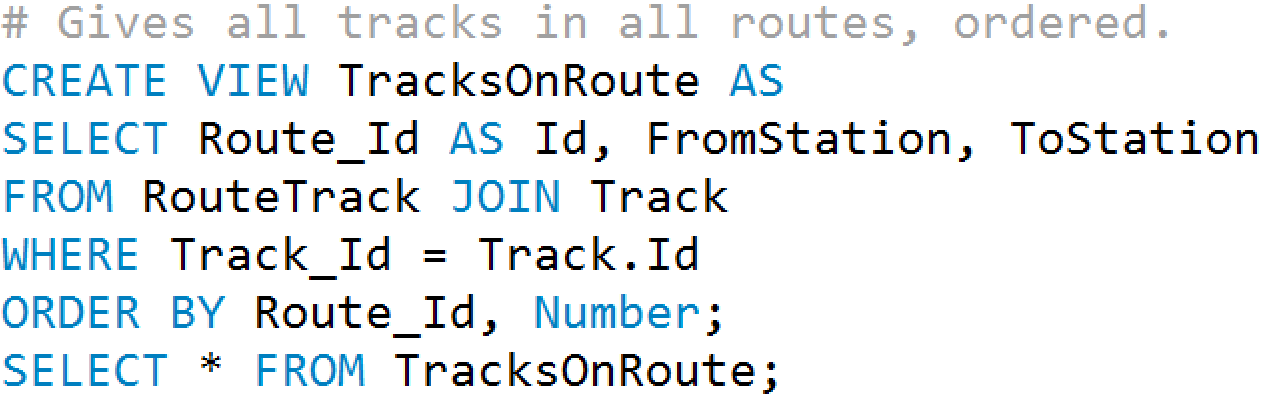 # Gives all tracks in all routes, ordered.
CREATE VIEW TracksOnRoute AS
SELECT Route_Id AS Id, FromStation, ToStation
FROM RouteTrack JOIN Track
WHERE Track_Id = Track.Id
ORDER BY Route_Id, Number;
SELECT * FROM TracksOnRoute;